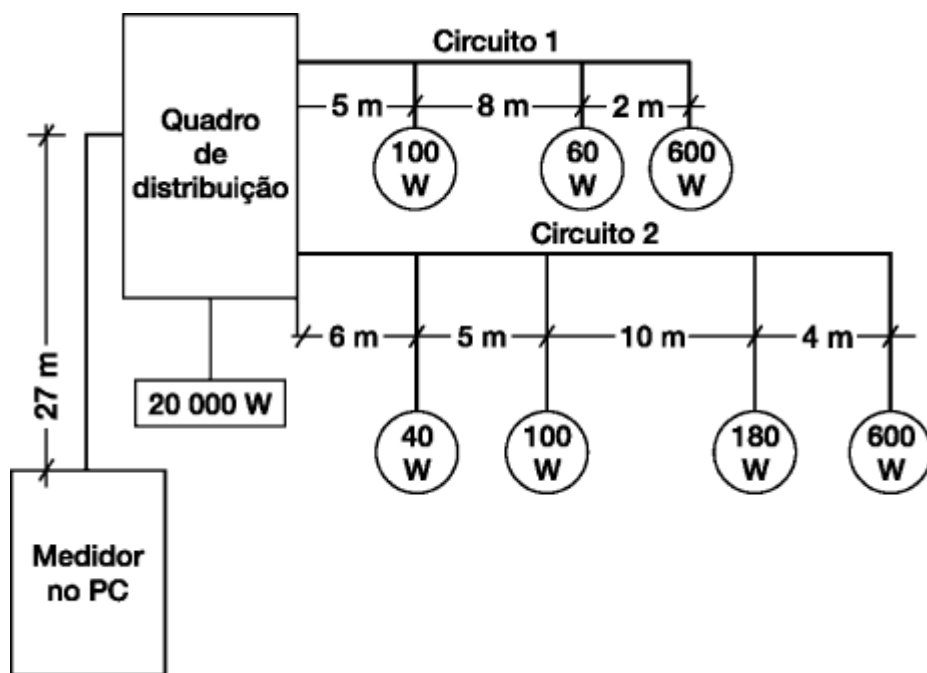 Circuito 1
5 m
8 m
2 m
Quadro
de
distribuição
100
W
60
W
600
W
Circuito 2
6 m
5 m
10 m
4 m
27 m
20 000 W
40
W
100
W
180
W
600
W
Medidor
no PC